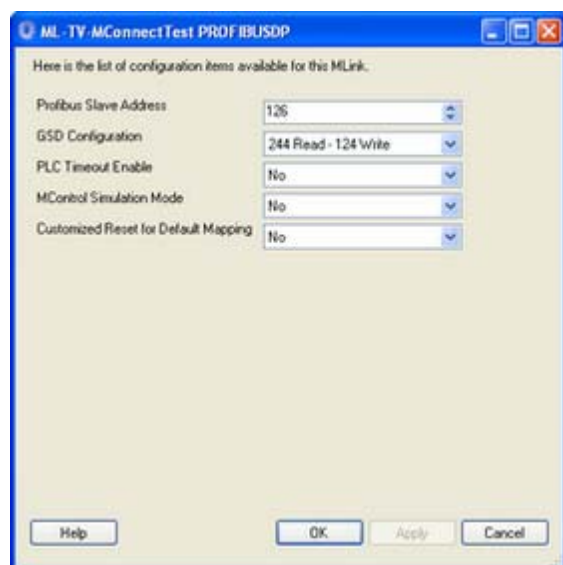 ML-TV-MConnectTest PROFIBUSDP
Here is the list of configuration items available for this MLink.
Profibus Slave Address 126
GSD Configuration 244 Read - 124 Write
PLC Timeout Enable No
MControl Simulation Mode No
Customized Reset for Default Mapping No
Help OK Apply Cancel